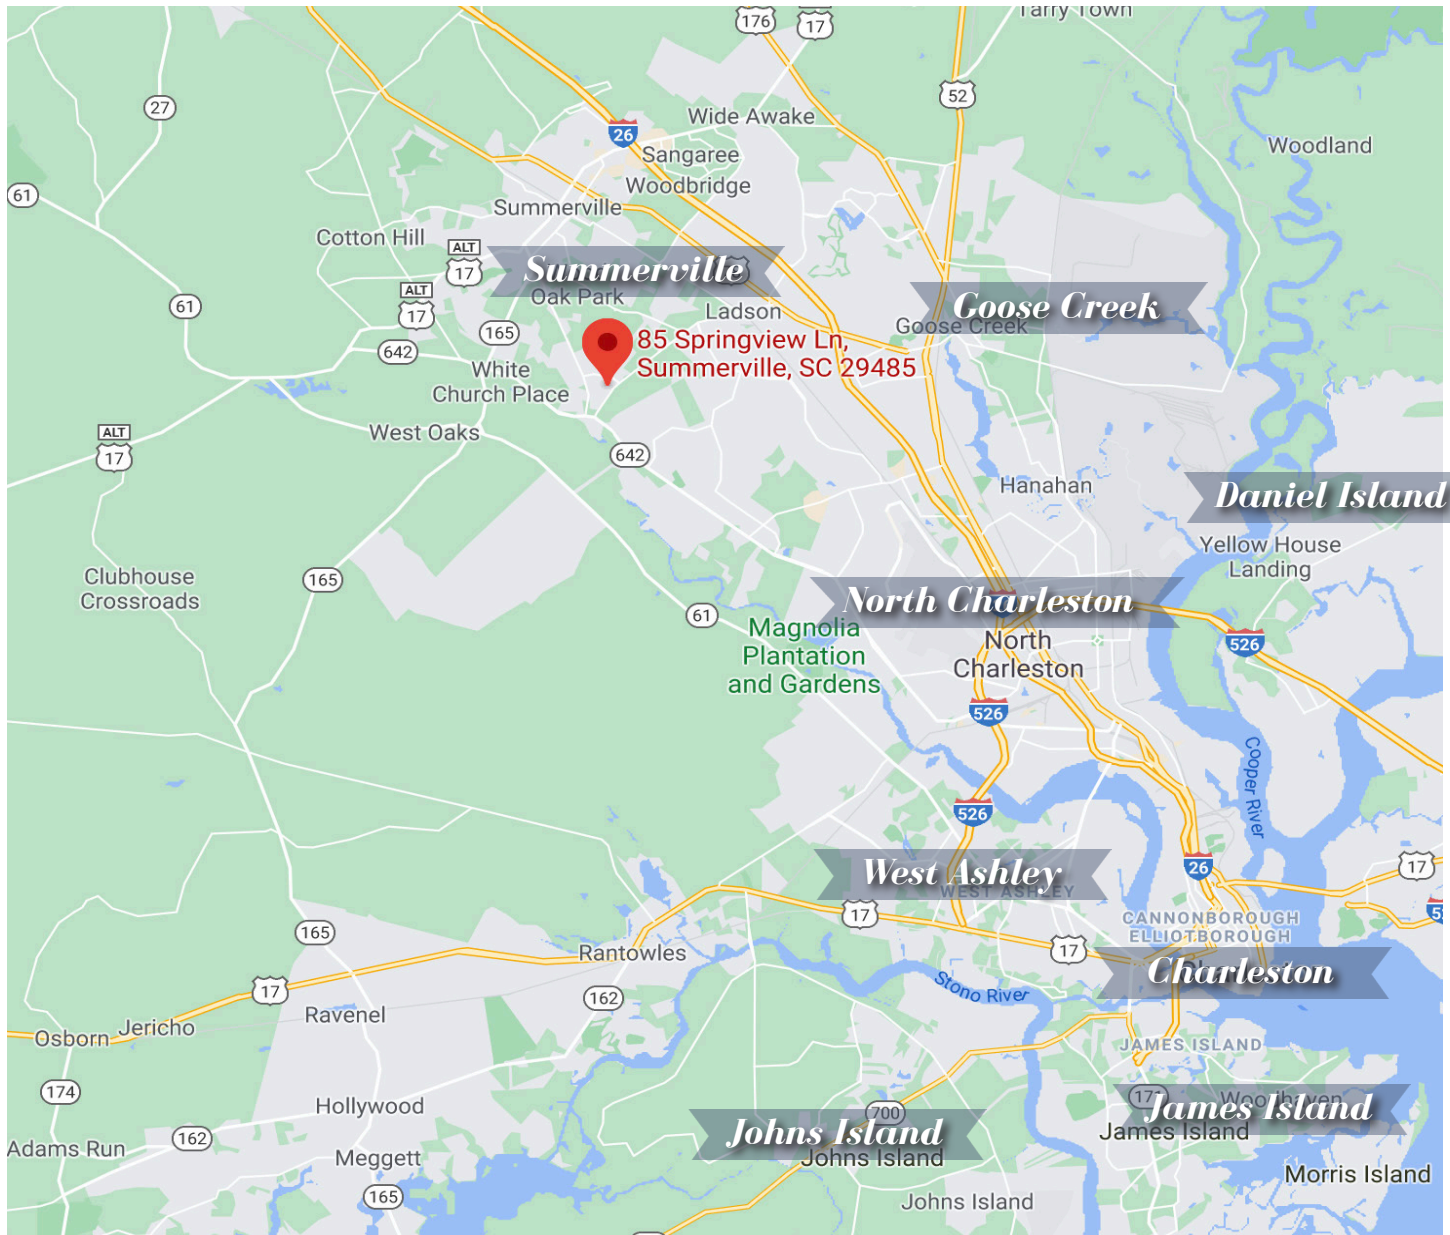 Tarry Town
176
17
27
52
Wide Awake
26
Sangaree
Woodland
Woodbridge
61
Summerville
Cotton Hill
ALT
17
Summerville
Oak Park
ALT
17
61
Goose Creek
Goose Creek
Ladson
165
642
85 Springview Ln,
Summerville, SC 29485
White
Church Place
West Oaks
ALT
17
642
Hanahan
Daniel Island
Yellow House
Landing
Clubhouse
Crossroads
165
North Charleston
61
Magnolia
Plantation
and Gardens
North
Charleston
526
526
Cooper River
526
West Ashley
WEST ASHLEY
26
17
17
CANNONBOROUGH
ELLIOTBOROUGH
165
Rantowles
17
Charleston
17
162
Stono River
Ravenel
Osborn
Jericho
JAMES ISLAND
174
Hollywood
700
171
James Island
Woodhaven
James Island
Johns Island
Johns Island
162
Adams Run
Meggett
Morris Island
165
Johns Island